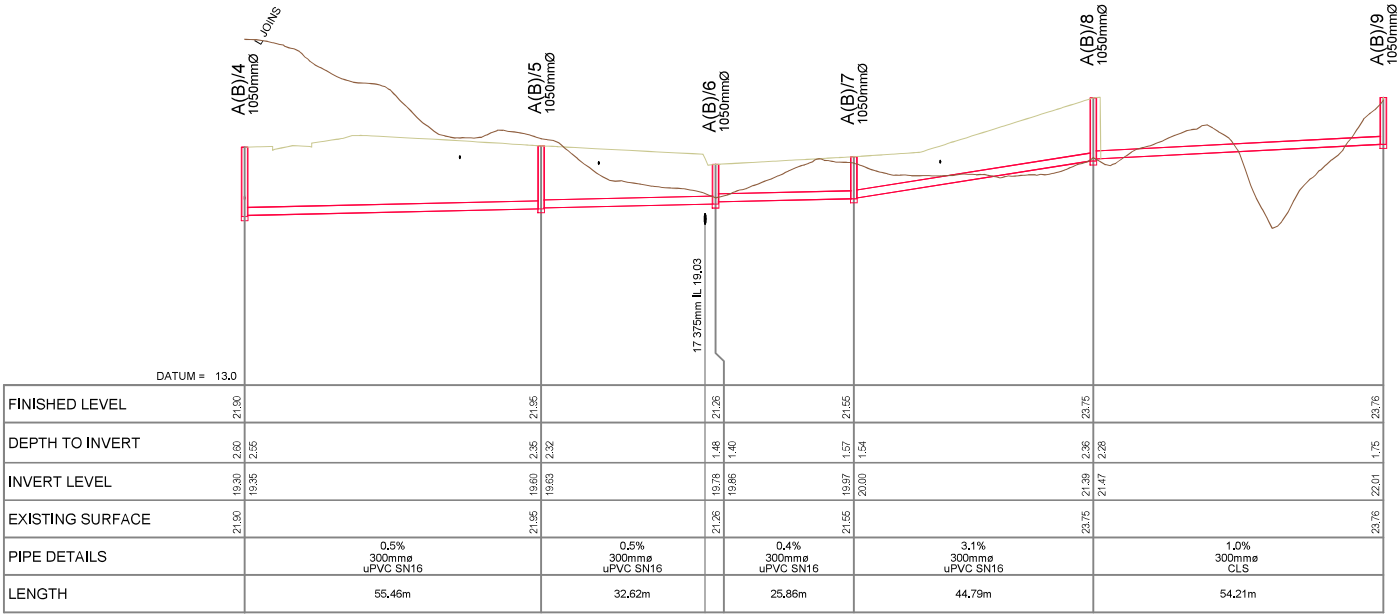 JOINS
A(B)/4
1050mmØ
A(B)/5
1050mmØ
A(B)/6
1050mmØ
A(B)/7
1050mmØ
A(B)/8
1050mmØ
A(B)/9
1050mmØ
17 375mm IL 19.03
DATUM = 13.0
FINISHED LEVEL 21.90 21.95 21.26 21.55 23.75 23.76
DEPTH TO INVERT 2.60 2.55 2.35 2.32 1.48 1.40 1.57 1.54 2.36 2.28 1.75
INVERT LEVEL 19.30 19.35 19.60 19.63 19.78 19.86 19.97 20.00 21.39 21.47 22.01
EXISTING SURFACE 21.90 21.95 21.26 21.55 23.75 23.76
PIPE DETAILS
0.5%
300mmø
uPVC SN16
0.5%
300mmø
uPVC SN16
0.4%
300mmø
uPVC SN16
3.1%
300mmø
uPVC SN16
1.0%
300mmø
CLS
LENGTH 55.46m 32.62m 25.86m 44.79m 54.21m